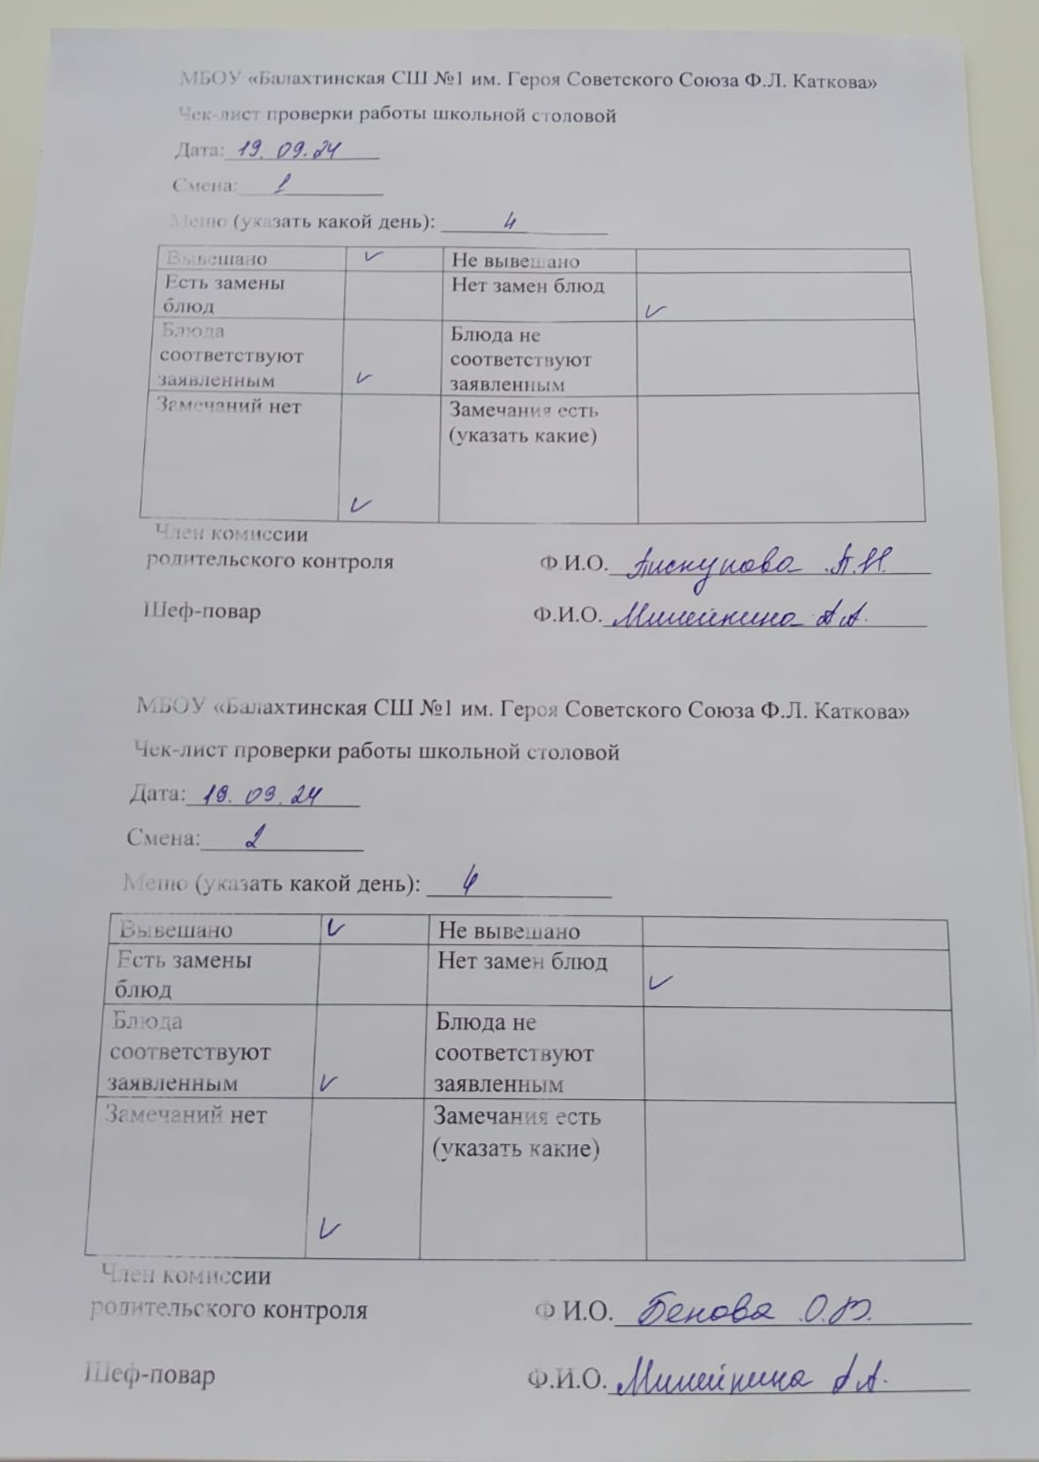 МБОУ «Балахтинская СШ №1 им. Героя Советского Союза Ф.Л. Каткова»
Чек-лист проверки работы школьной столовой
Дата: 19.09.24
Смена: 1
Меню (указать какой день): 4
Вывешано ✓ Не вывешано
Есть замены блюд Нет замен блюд ✓
Блюда соответствуют заявленным ✓ Блюда не соответствуют заявленным
Замечаний нет ✓ Замечания есть (указать какие)
Член комиссии
родительского контроля Ф.И.О. Пискунова А.Н.
Шеф-повар Ф.И.О. Милейкина А.А.
МБОУ «Балахтинская СШ №1 им. Героя Советского Союза Ф.Л. Каткова»
Чек-лист проверки работы школьной столовой
Дата: 19.09.24
Смена: 2
Меню (указать какой день): 4
Вывешано ✓ Не вывешано
Есть замены блюд Нет замен блюд ✓
Блюда соответствуют заявленным ✓ Блюда не соответствуют заявленным
Замечаний нет ✓ Замечания есть (указать какие)
Член комиссии
родительского контроля Ф.И.О. Бенова О.В.
Шеф-повар Ф.И.О. Милейкина А.А.